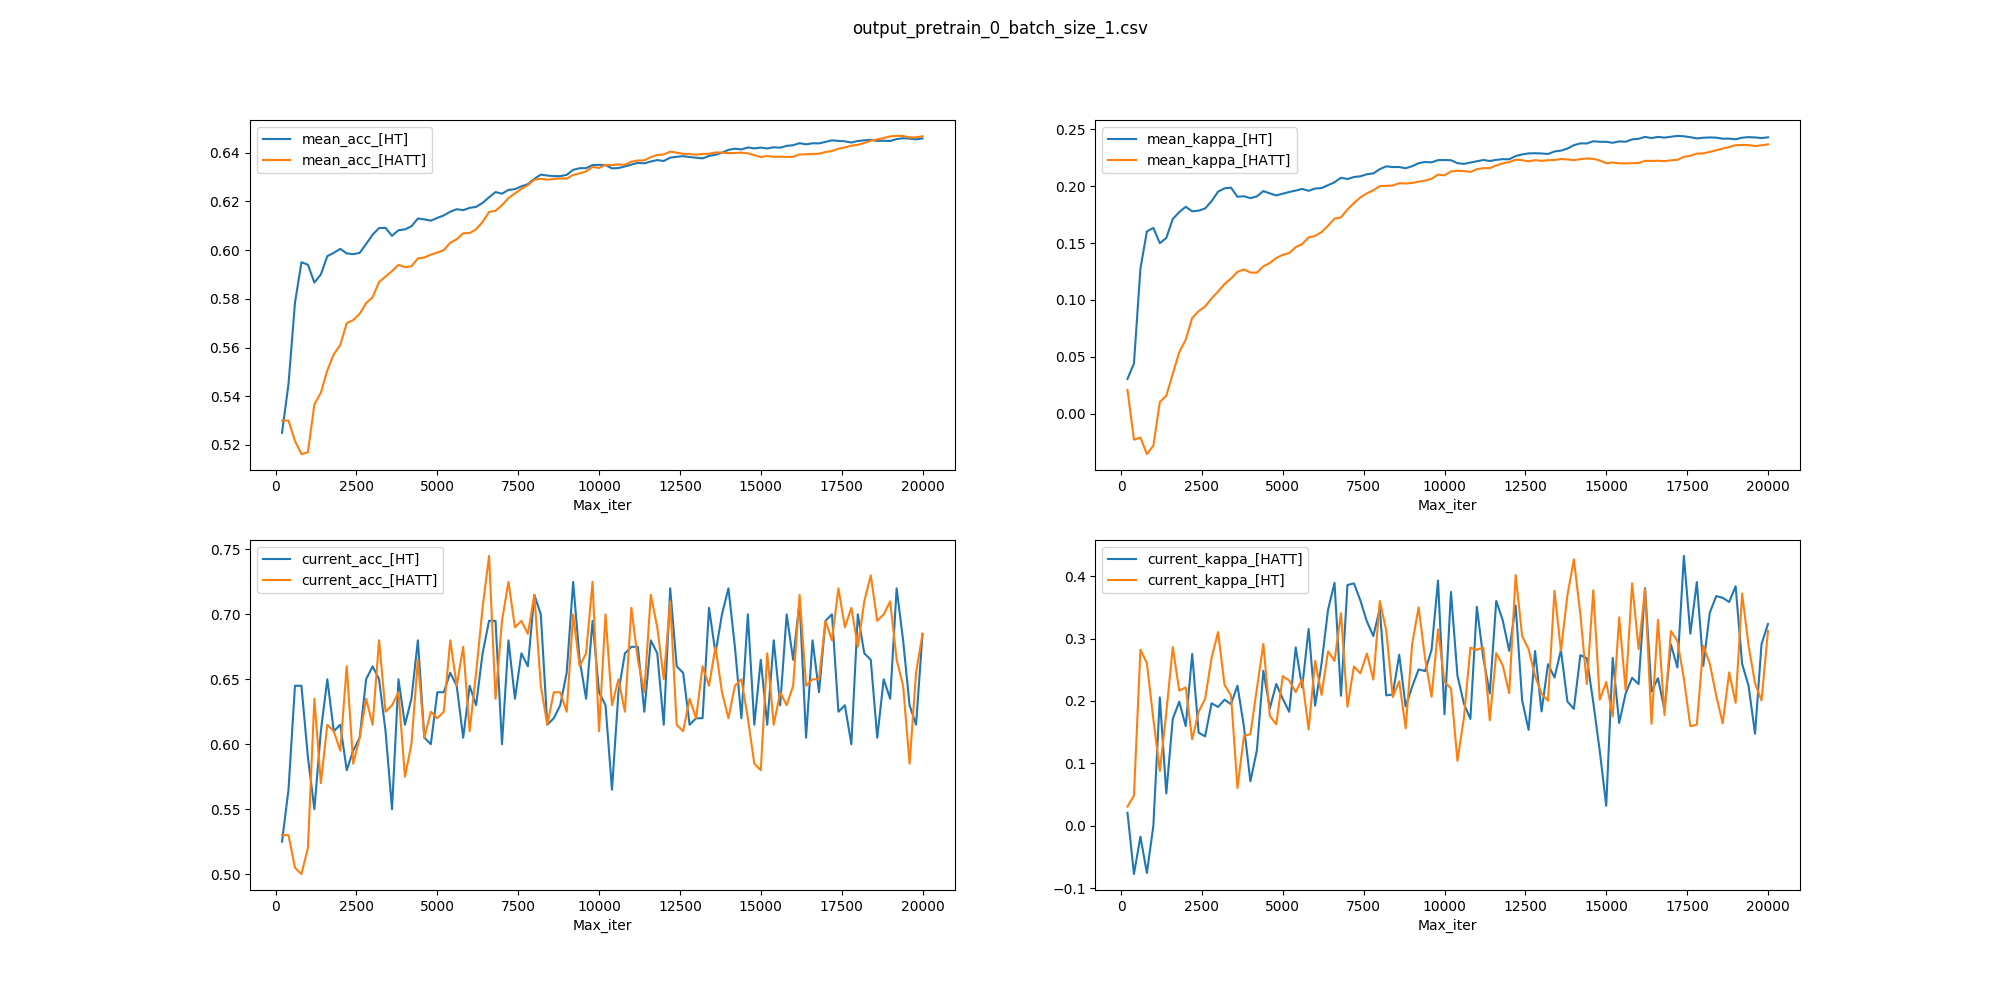 output_pretrain_0_batch_size_1.csv
mean_acc_[HT]
mean_acc_[HATT]
0.64
0.62
0.60
0.58
0.56
0.54
0.52
0 2500 5000 7500 10000 12500 15000 17500 20000
Max_iter
mean_kappa_[HT]
mean_kappa_[HATT]
0.25
0.20
0.15
0.10
0.05
0.00
0 2500 5000 7500 10000 12500 15000 17500 20000
Max_iter
current_acc_[HT]
current_acc_[HATT]
0.75
0.70
0.65
0.60
0.55
0.50
0 2500 5000 7500 10000 12500 15000 17500 20000
Max_iter
current_kappa_[HATT]
current_kappa_[HT]
0.4
0.3
0.2
0.1
0.0
−0.1
0 2500 5000 7500 10000 12500 15000 17500 20000
Max_iter